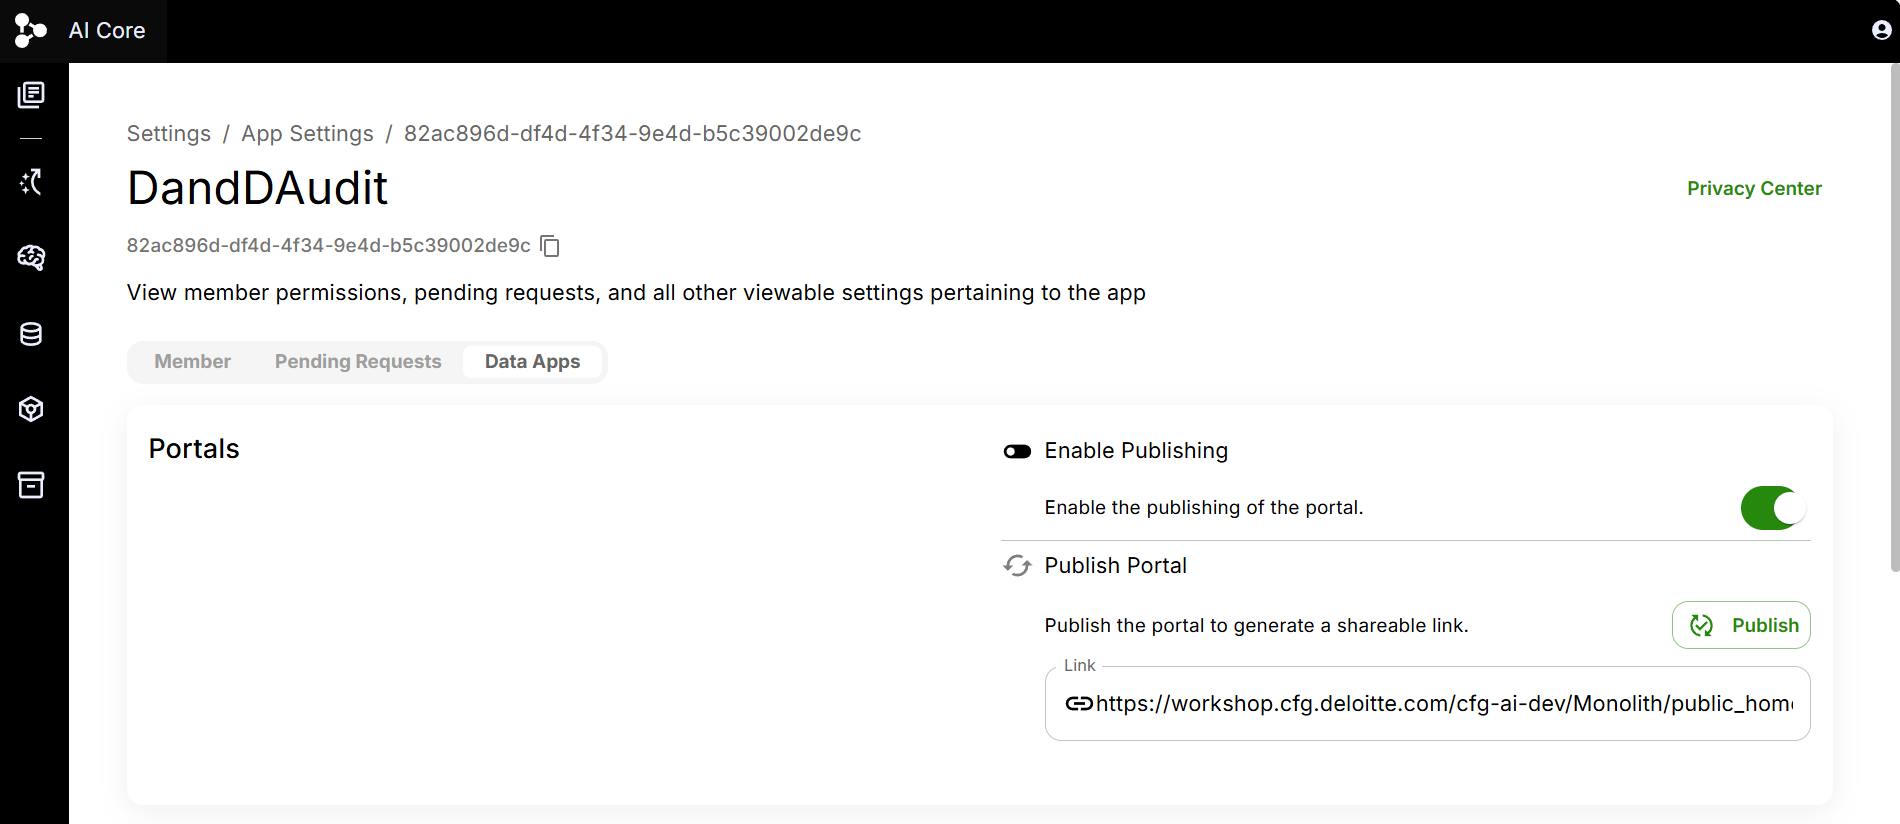 AI Core
Settings / App Settings / 82ac896d-df4d-4f34-9e4d-b5c39002de9c
DandDAudit
Privacy Center
82ac896d-df4d-4f34-9e4d-b5c39002de9c
View member permissions, pending requests, and all other viewable settings pertaining to the app
Member Pending Requests Data Apps
Portals
Enable Publishing
Enable the publishing of the portal.
Publish Portal
Publish the portal to generate a shareable link.
Publish
Link
https://workshop.cfg.deloitte.com/cfg-ai-dev/Monolith/public_hom